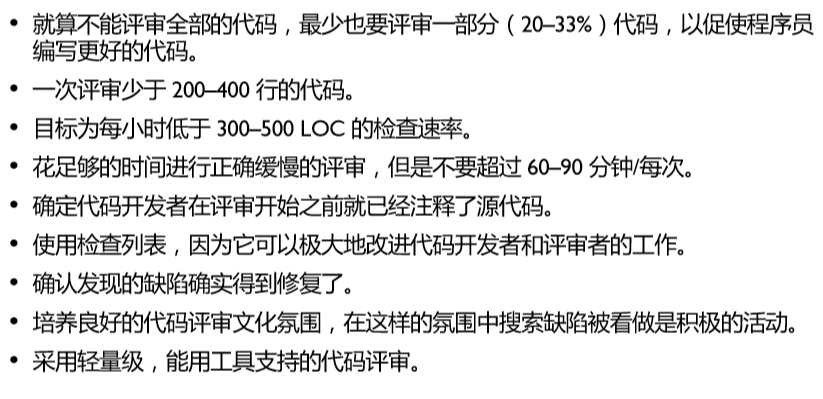 • 就算不能评审全部的代码，最少也要评审一部分（20–33%）代码，以促使程序员
编写更好的代码。
• 一次评审少于 200–400 行的代码。
• 目标为每小时低于 300–500 LOC 的检查速率。
• 花足够的时间进行正确缓慢的评审，但是不要超过 60–90 分钟/每次。
• 确定代码开发者在评审开始之前就已经注释了源代码。
• 使用检查列表，因为它可以极大地改进代码开发者和评审者的工作。
• 确认发现的缺陷确实得到修复了。
• 培养良好的代码评审文化氛围，在这样的氛围中搜索缺陷被看做是积极的活动。
• 采用轻量级，能用工具支持的代码评审。